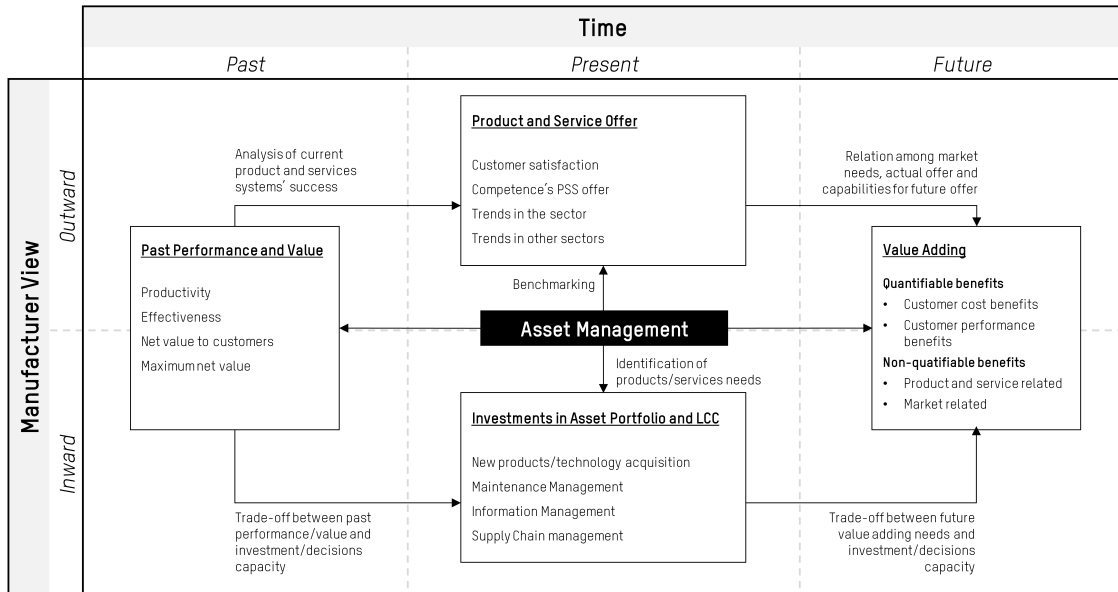 Time
Past
Present
Future
Manufacturer View
Outward
Inward
Analysis of current
product and services
systems' success
Product and Service Offer
Customer satisfaction
Competence's PSS offer
Trends in the sector
Trends in other sectors
Relation among market
needs, actual offer and
capabilities for future offer
Past Performance and Value
Productivity
Effectiveness
Net value to customers
Maximum net value
Benchmarking
Asset Management
Identification of
products/services needs
Value Adding
Quantifiable benefits
• Customer cost benefits
• Customer performance
benefits
Non-quatifiable benefits
• Product and service related
• Market related
Investments in Asset Portfolio and LCC
New products/technology acquisition
Maintenance Management
Information Management
Supply Chain management
Trade-off between past
performance/value and
investment/decisions
capacity
Trade-off between future
value adding needs and
investment/decisions
capacity